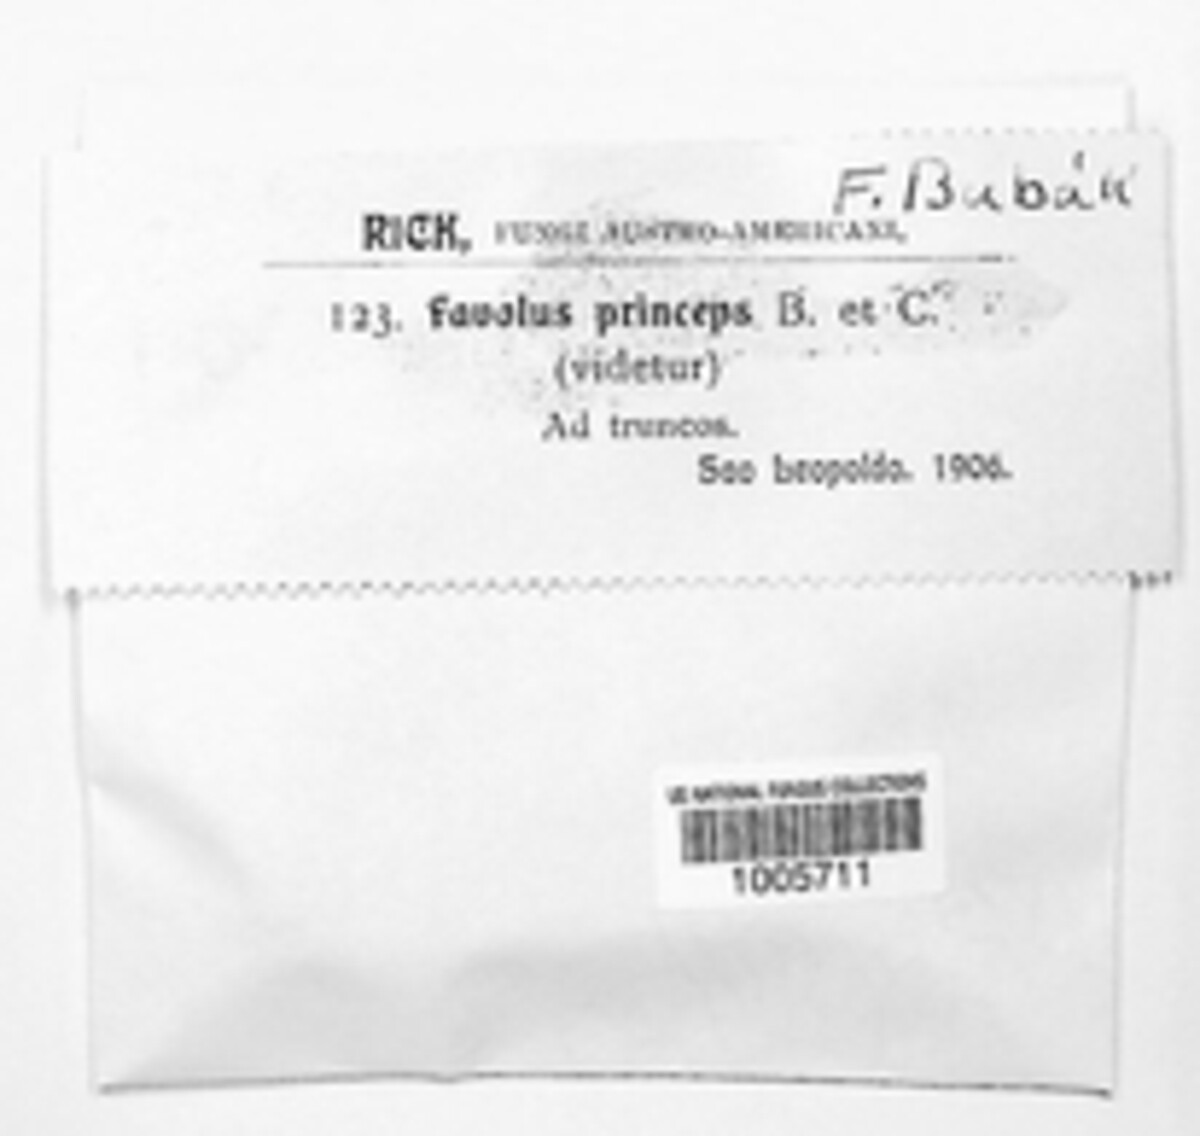 F. Bubák
RICK, FUNGI AUSTRO-AMERICANI,
123. Favolus princeps B. et C.
(videtur)
Ad truncos.
Sao Leopoldo. 1906.
US NATIONAL FUNGUS COLLECTIONS
1005711